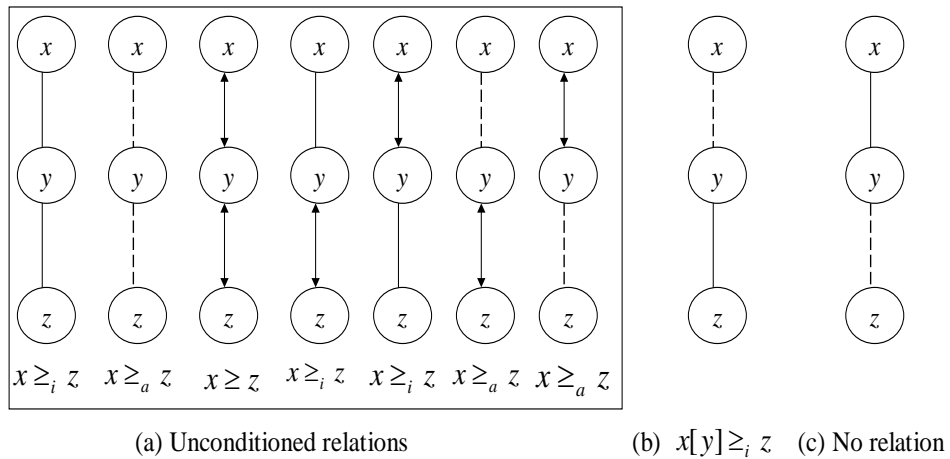 x x x x x x x x x
y y y y y y y y y
z z z z z z z z z
x ≥i z x ≥a z x ≥ z x ≥i z x ≥i z x ≥a z x ≥a z
(a) Unconditioned relations (b) x[y] ≥i z (c) No relation